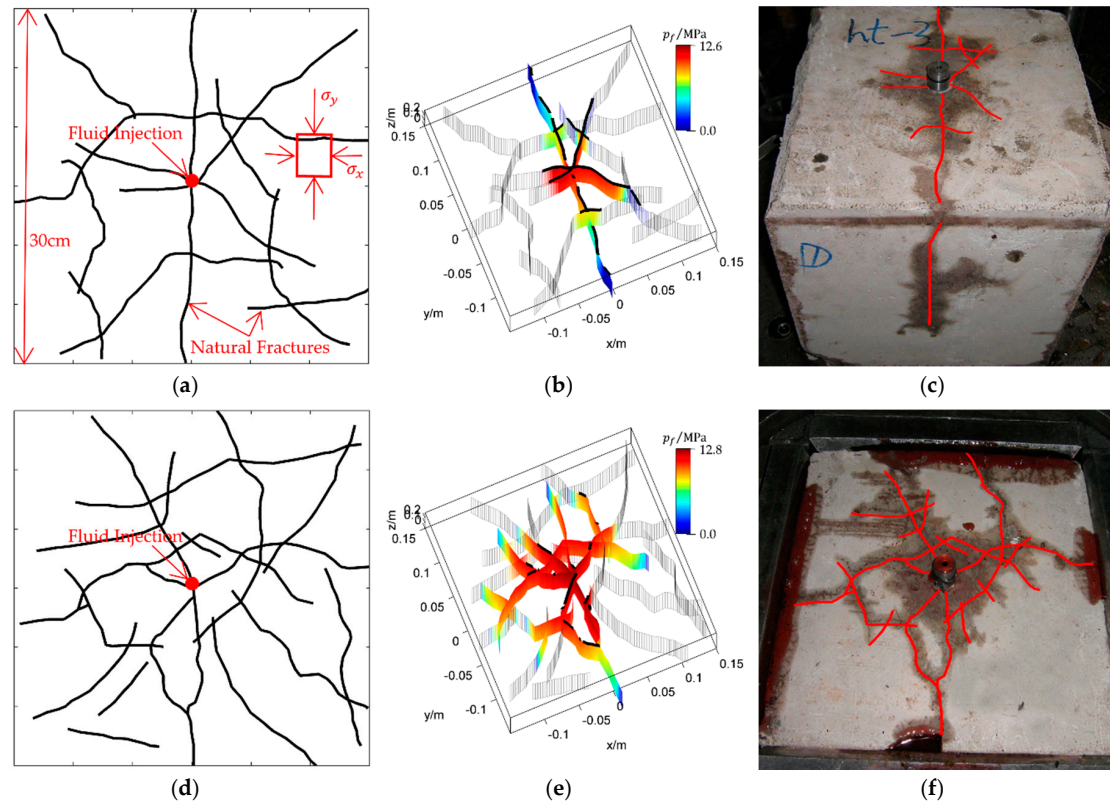 σy
Fluid Injection
σx
30cm
Natural Fractures
(a)
pf/MPa
12.6
0.0
z/m
0.2
0
0.15
0.1
0.05
0
-0.05
-0.1
y/m
-0.1
-0.05
0
0.05
0.1
0.15
x/m
(b)
ht-3
(c)
Fluid Injection
(d)
pf/MPa
12.8
0.0
z/m
0.2
0
0.15
0.1
0.05
0
-0.05
-0.1
y/m
-0.1
-0.05
0
0.05
0.1
0.15
x/m
(e)
(f)